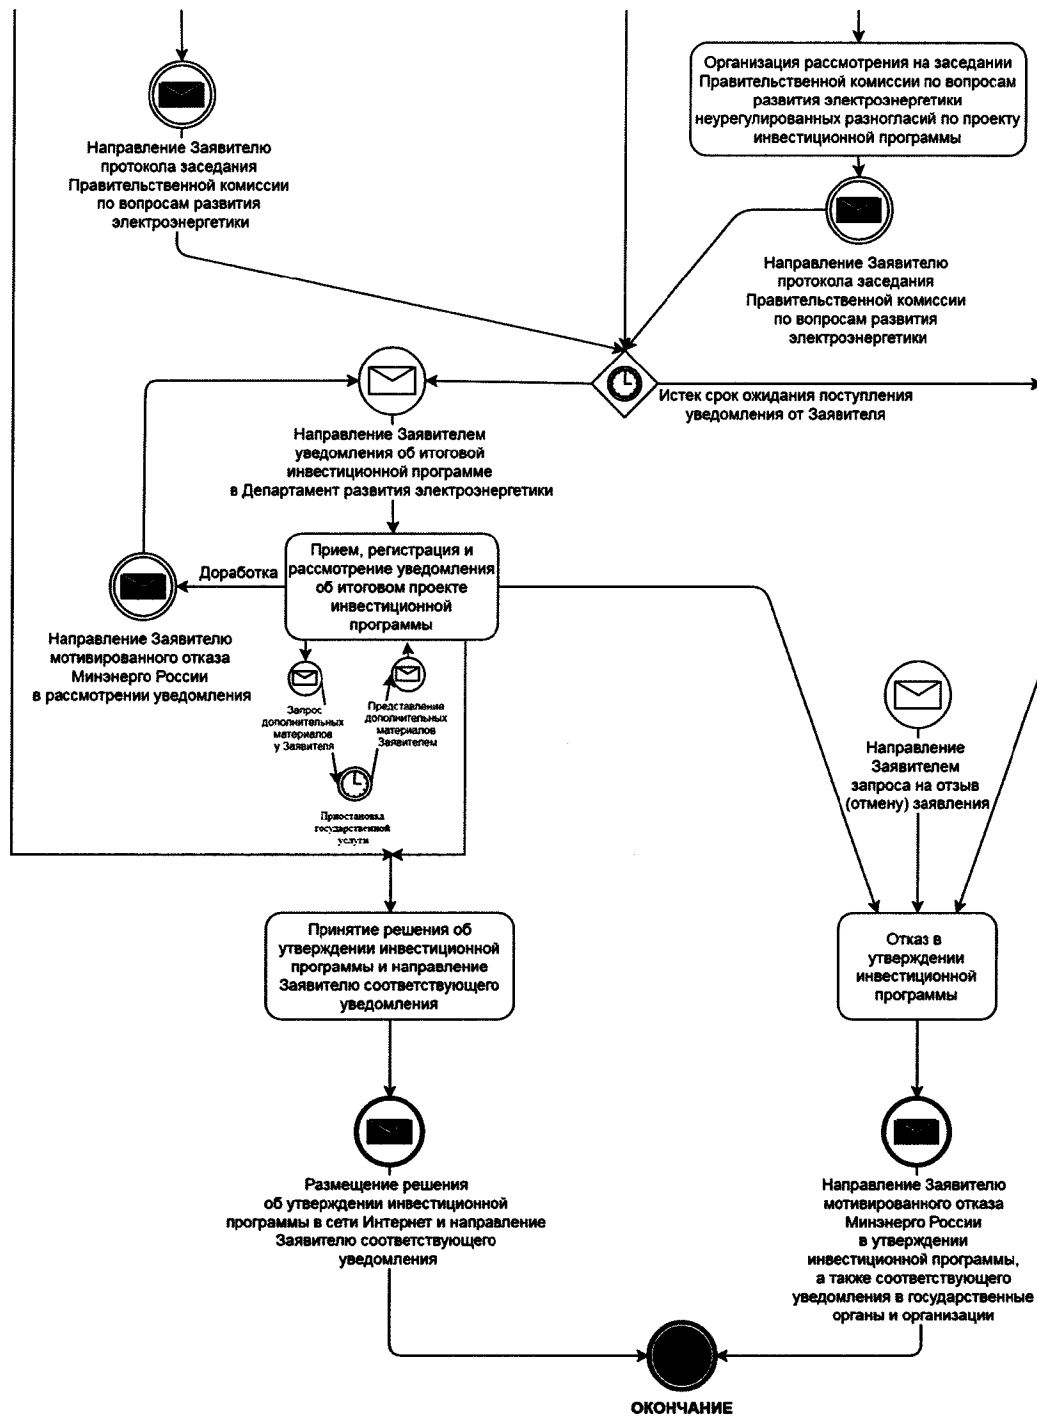 Организация рассмотрения на заседании
Правительственной комиссии по вопросам
развития электроэнергетики
неурегулированных разногласий по проекту
инвестиционной программы
Направление Заявителю
протокола заседания
Правительственной комиссии
по вопросам развития
электроэнергетики
Направление Заявителю
протокола заседания
Правительственной комиссии
по вопросам развития
электроэнергетики
Истек срок ожидания поступления
уведомления от Заявителя
Направление Заявителем
уведомления об итоговой
инвестиционной программе
в Департамент развития электроэнергетики
Прием, регистрация и
рассмотрение уведомления
об итоговом проекте
инвестиционной
программы
Доработка
Направление Заявителю
мотивированного отказа
Минэнерго России
в рассмотрении уведомления
Запрос
дополнительных
материалов
у Заявителя
Представление
дополнительных
материалов
Заявителем
Приостановка
государственной
услуги
Направление
Заявителем
запроса на отзыв
(отмену) заявления
Принятие решения об
утверждении инвестиционной
программы и направление
Заявителю соответствующего
уведомления
Отказ в
утверждении
инвестиционной
программы
Размещение решения
об утверждении инвестиционной
программы в сети Интернет и направление
Заявителю соответствующего
уведомления
Направление Заявителю
мотивированного отказа
Минэнерго России
в утверждении
инвестиционной программы,
а также соответствующего
уведомления в государственные
органы и организации
ОКОНЧАНИЕ